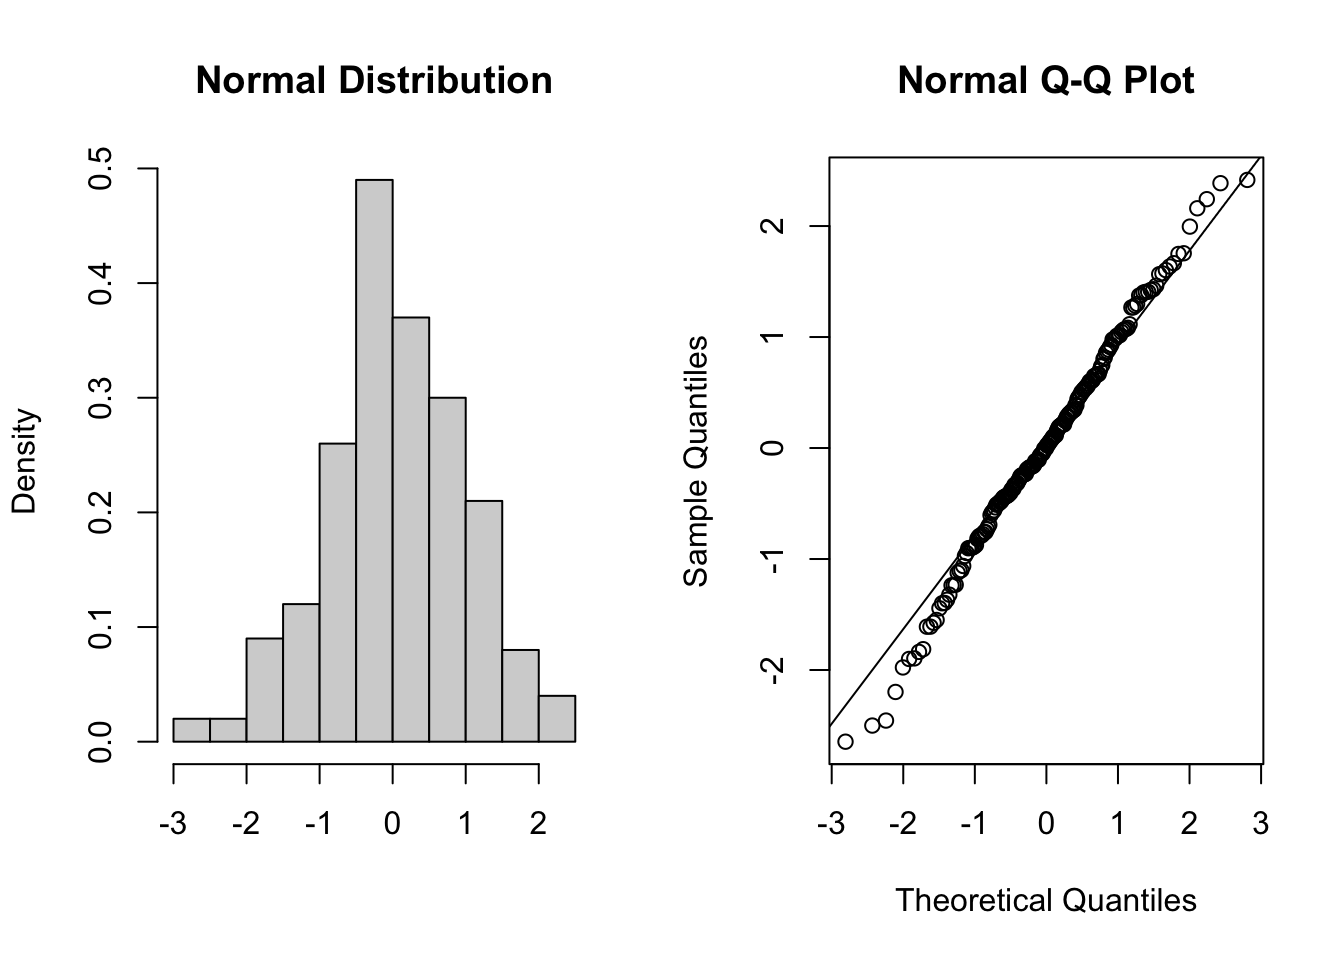 Normal Distribution
Density
0.0 0.1 0.2 0.3 0.4 0.5
-3 -2 -1 0 1 2
Normal Q-Q Plot
Sample Quantiles
-2 -1 0 1 2
-3 -2 -1 0 1 2 3
Theoretical Quantiles